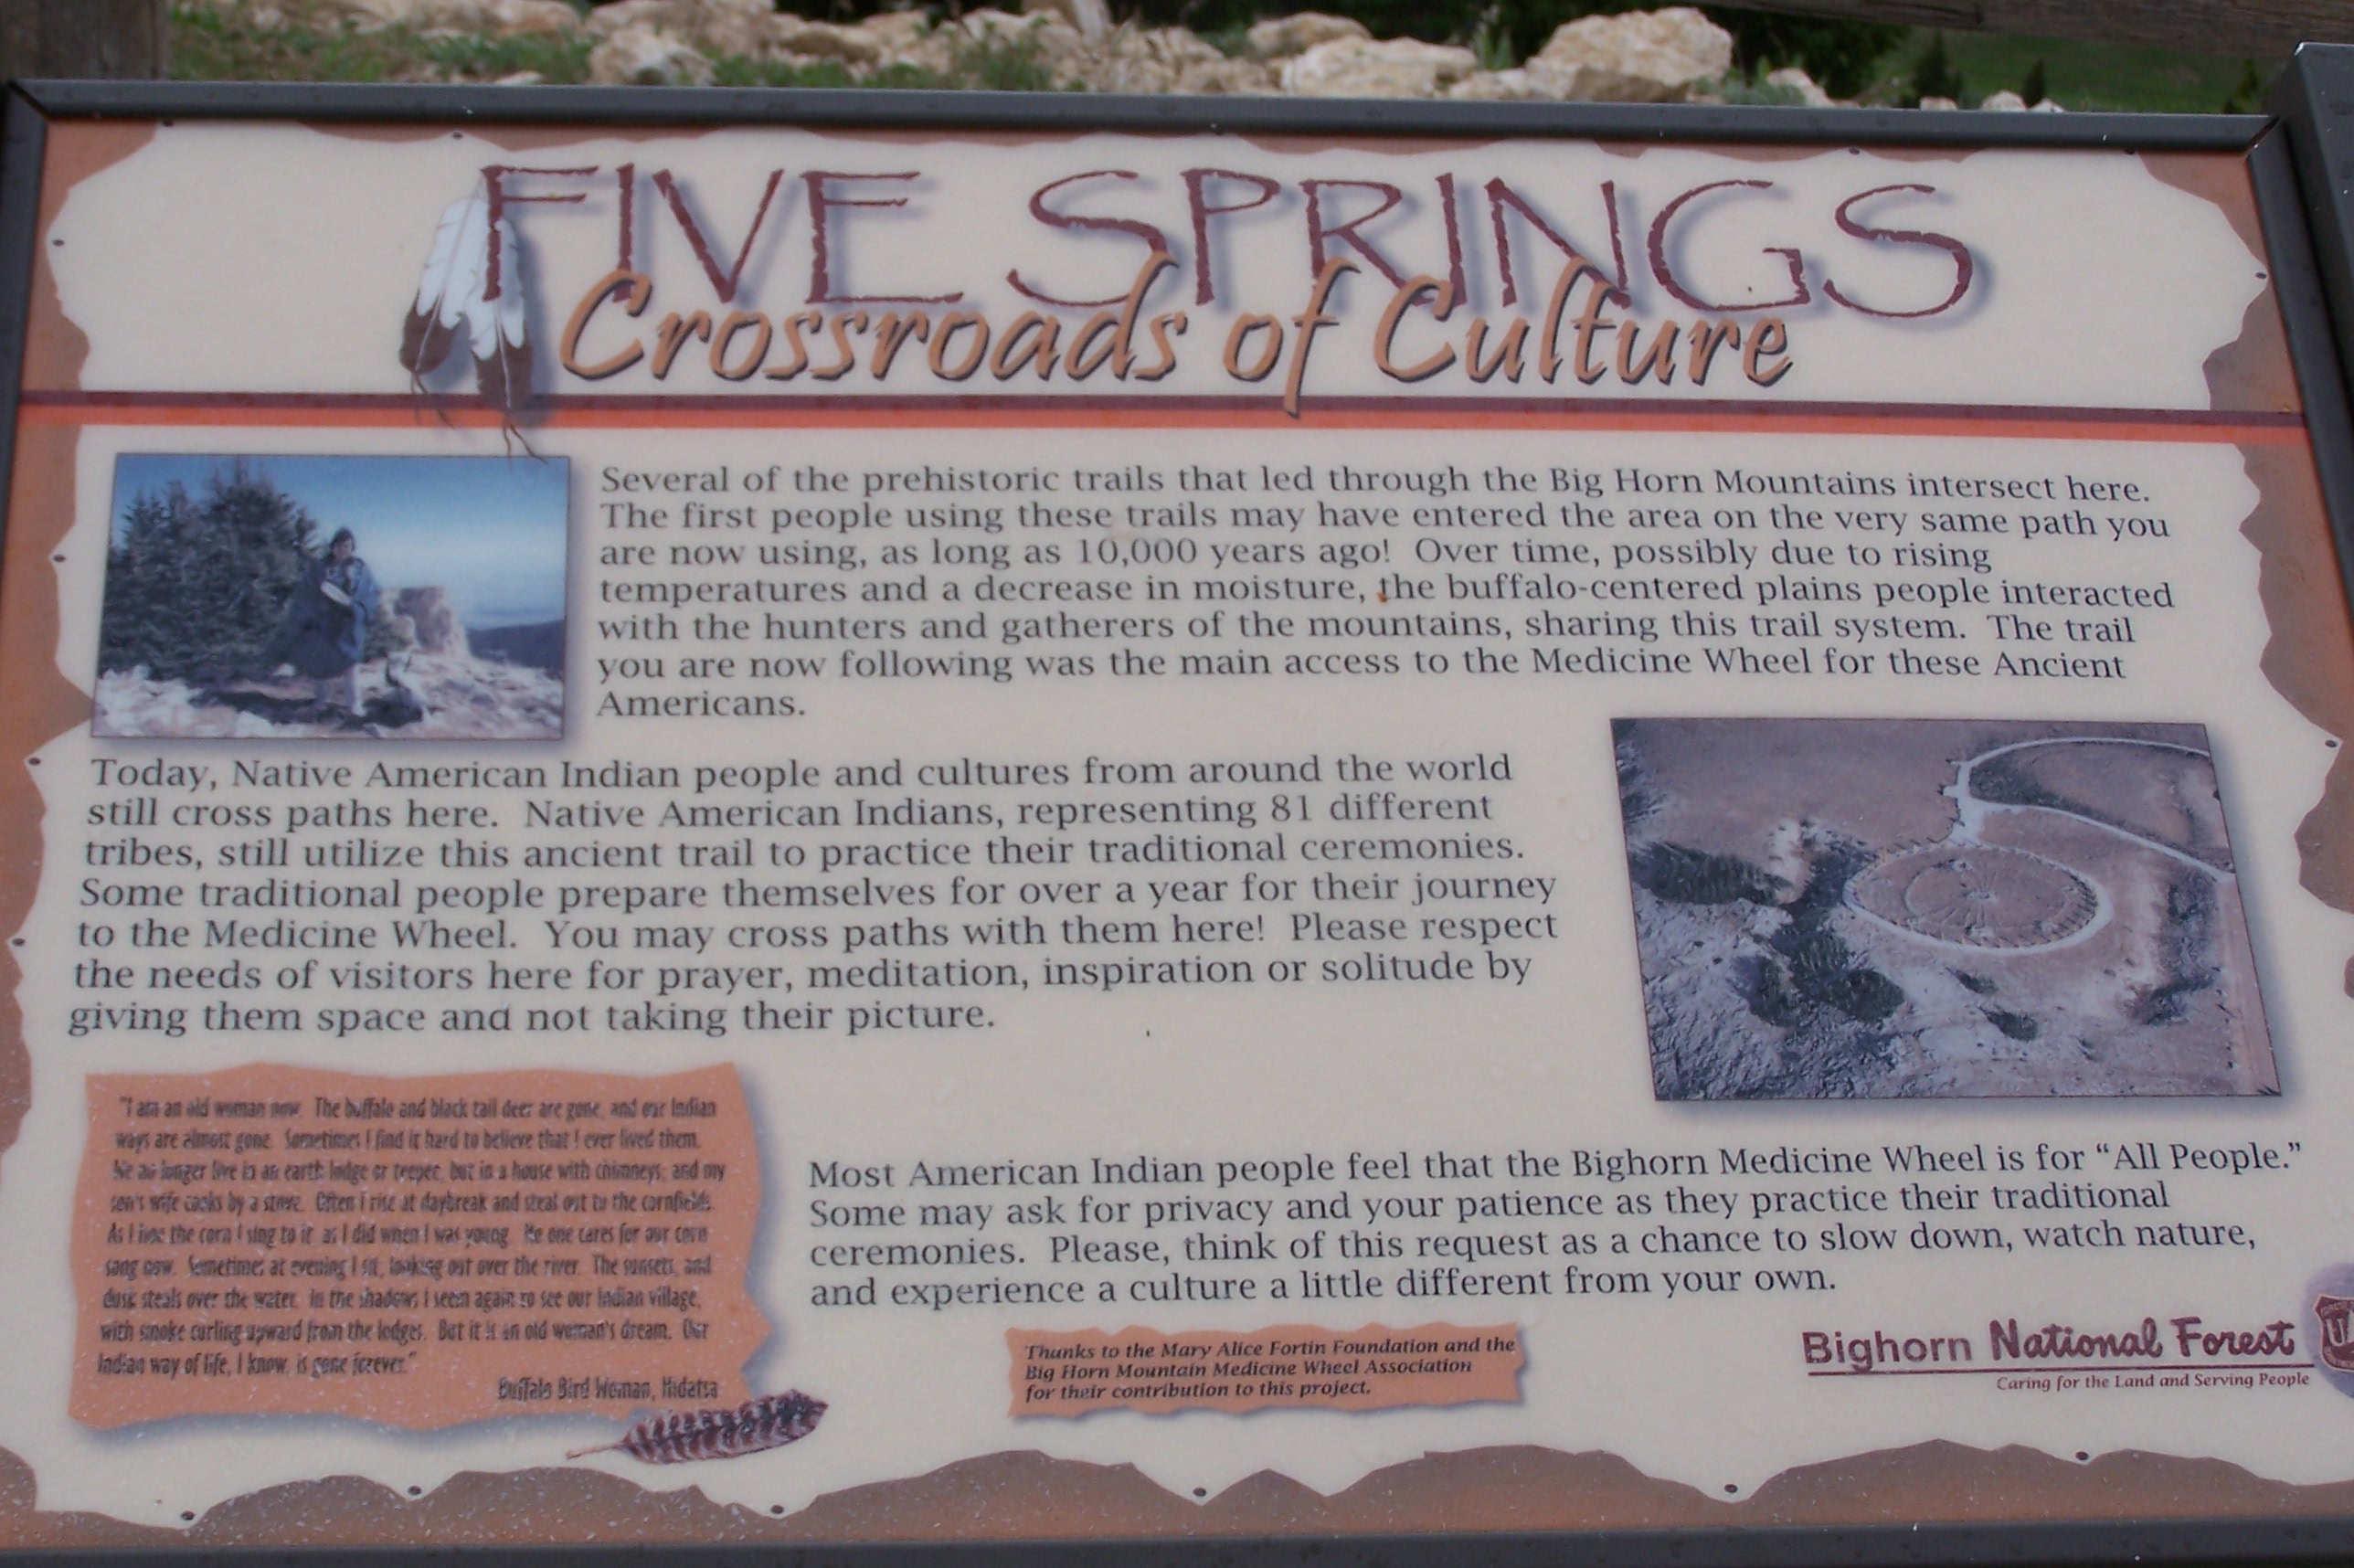 FIVE SPRINGS
Crossroads of Culture
Several of the prehistoric trails that led through the Big Horn Mountains intersect here.
The first people using these trails may have entered the area on the very same path you
are now using, as long as 10,000 years ago! Over time, possibly due to rising
temperatures and a decrease in moisture, the buffalo-centered plains people interacted
with the hunters and gatherers of the mountains, sharing this trail system. The trail
you are now following was the main access to the Medicine Wheel for these Ancient
Americans.
Today, Native American Indian people and cultures from around the world
still cross paths here. Native American Indians, representing 81 different
tribes, still utilize this ancient trail to practice their traditional ceremonies.
Some traditional people prepare themselves for over a year for their journey
to the Medicine Wheel. You may cross paths with them here! Please respect
the needs of visitors here for prayer, meditation, inspiration or solitude by
giving them space and not taking their picture.
"I am an old woman now. The buffalo and black tail deer are gone, and our Indian
ways are almost gone. Sometimes I find it hard to believe that I ever lived them.
We no longer live in an earth lodge or teepee, but in a house with chimneys; and my
son's wife cooks by a stove. Often I rise at daybreak and steal out to the cornfields.
As I hoe the corn I sing to it as I did when I was young. No one cares for our corn
song now. Sometimes at evening I sit, looking out over the river. The sunsets, and
dusk steals over the water. In the shadows I seem again to see our Indian village,
with smoke curling upward from the lodges. But it is an old woman's dream. Our
Indian way of life, I know, is gone forever."
Buffalo Bird Woman, Hidatsa
Most American Indian people feel that the Bighorn Medicine Wheel is for “All People.”
Some may ask for privacy and your patience as they practice their traditional
ceremonies. Please, think of this request as a chance to slow down, watch nature,
and experience a culture a little different from your own.
Thanks to the Mary Alice Fortin Foundation and the
Big Horn Mountain Medicine Wheel Association
for their contribution to this project.
Bighorn National Forest
Caring for the Land and Serving People